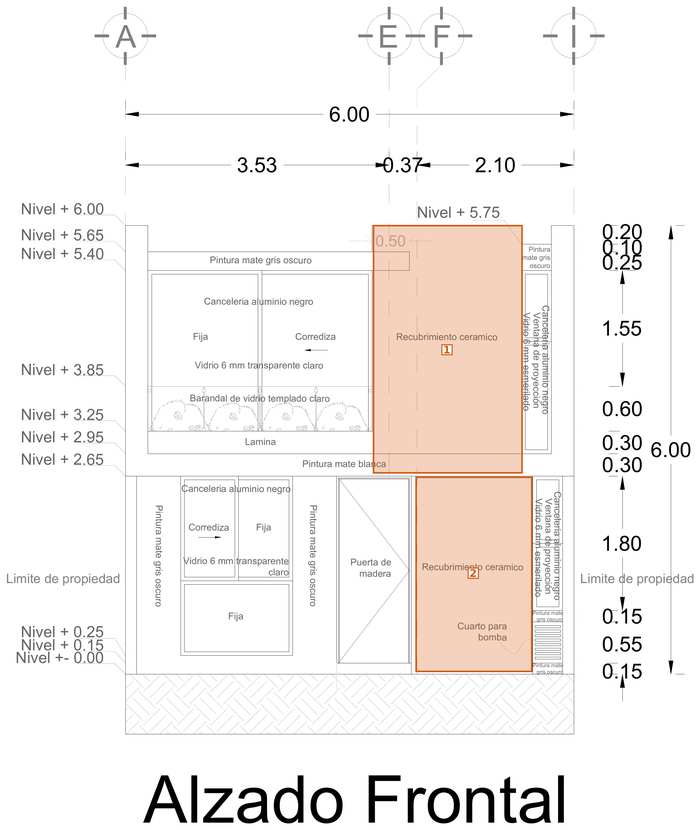 A
E
F
I
6.00
3.53
0.37
2.10
Nivel + 6.00
Nivel + 5.75
0.20
Nivel + 5.65
0.50
0.10
Nivel + 5.40
Pintura mate gris oscuro
Pintura
mate gris
oscuro
0.25
Canceleria aluminio negro
Fija
Corrediza
Recubrimiento ceramico
1
Canceleria aluminio negro
Ventana de proyección
Vidrio 6 mm esmerilado
1.55
Vidrio 6 mm transparente claro
Nivel + 3.85
Barandal de vidrio templado claro
0.60
Nivel + 3.25
Nivel + 2.95
Lamina
0.30
6.00
Nivel + 2.65
Pintura mate blanca
0.30
Canceleria aluminio negro
Pintura mate gris oscuro
Corrediza
Fija
Pintura mate gris oscuro
Vidrio 6 mm transparente
claro
Puerta de
madera
Recubrimiento ceramico
2
Canceleria aluminio negro
Ventana de proyección
Vidrio 6 mm esmerilado
1.80
Limite de propiedad
Limite de propiedad
Fija
Pintura mate
gris oscuro
0.15
Nivel + 0.25
Cuarto para
bomba
0.55
Nivel + 0.15
Nivel +- 0.00
Pintura mate
gris oscuro
0.15
Alzado Frontal